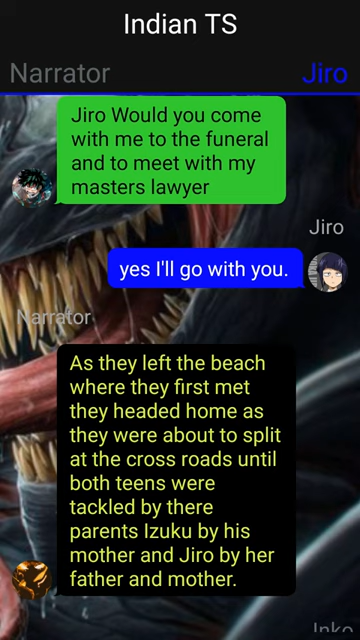 Indian TS
Narrator
Jiro
Jiro Would you come
with me to the funeral
and to meet with my
masters lawyer
Jiro
yes I'll go with you.
Narrator
As they left the beach
where they first met
they headed home as
they were about to split
at the cross roads until
both teens were
tackled by there
parents Izuku by his
mother and Jiro by her
father and mother.
Inko